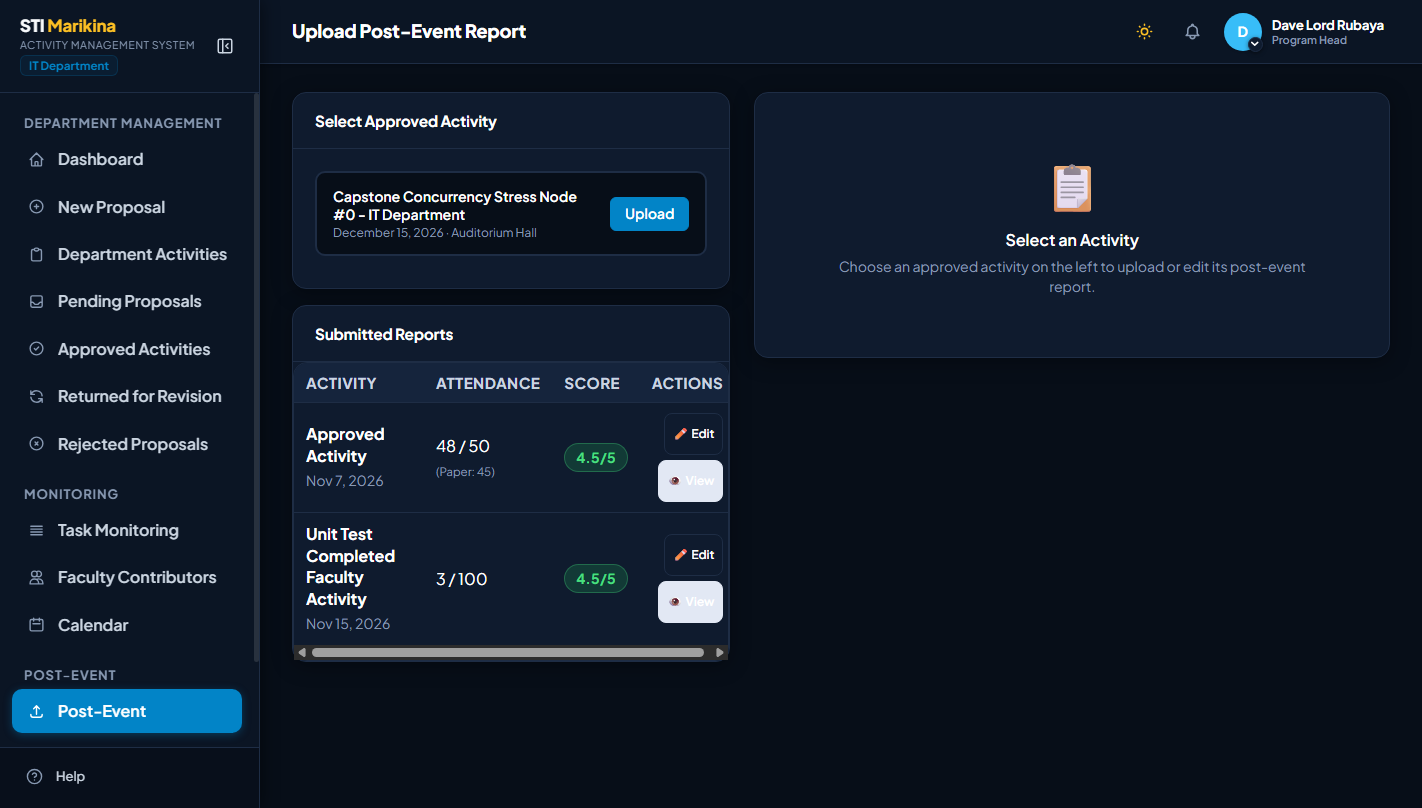 STI Marikina
ACTIVITY MANAGEMENT SYSTEM
IT Department
DEPARTMENT MANAGEMENT
Dashboard
New Proposal
Department Activities
Pending Proposals
Approved Activities
Returned for Revision
Rejected Proposals
MONITORING
Task Monitoring
Faculty Contributors
Calendar
POST-EVENT
Post-Event
Help
Upload Post-Event Report
D
Dave Lord Rubaya
Program Head
Select Approved Activity
Capstone Concurrency Stress Node
#0 - IT Department
December 15, 2026 · Auditorium Hall
Upload
Submitted Reports
ACTIVITY ATTENDANCE SCORE ACTIONS
Approved
Activity
Nov 7, 2026
48 / 50
(Paper: 45)
4.5/5
Edit
View
Unit Test
Completed
Faculty
Activity
Nov 15, 2026
3 / 100
4.5/5
Edit
View
Select an Activity
Choose an approved activity on the left to upload or edit its post-event
report.